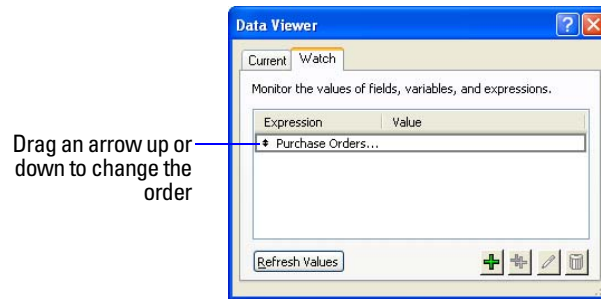 Data Viewer
Current Watch
Monitor the values of fields, variables, and expressions.
Expression Value
Purchase Orders...
Drag an arrow up or
down to change the
order
Refresh Values